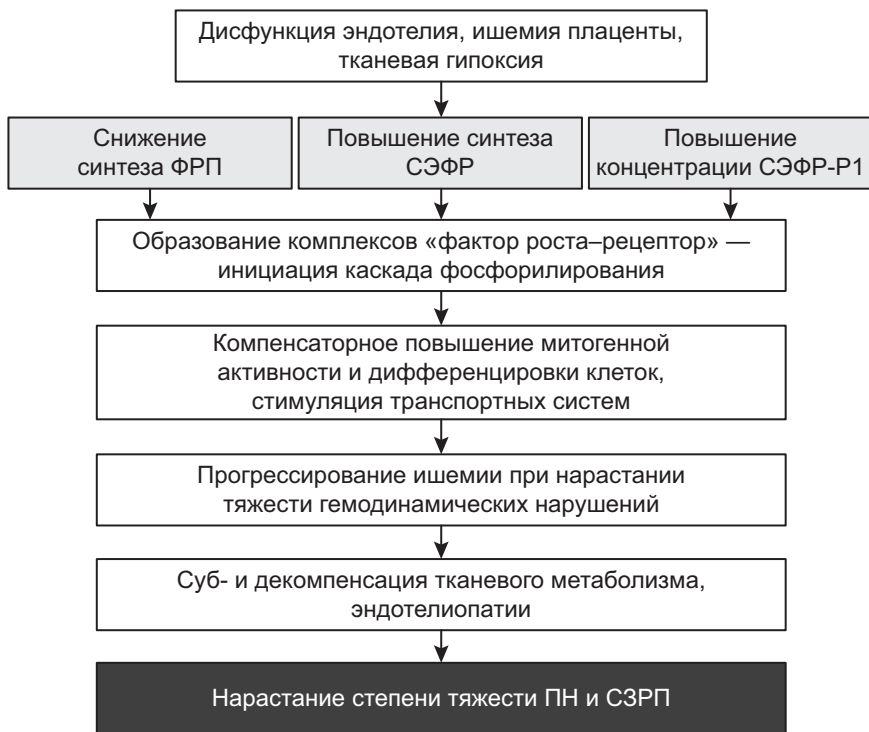 Дисфункция эндотелия, ишемия плаценты,
тканевая гипоксия
Снижение
синтеза ФРП
Повышение синтеза
СЭФР
Повышение
концентрации СЭФР-Р1
Образование комплексов «фактор роста–рецептор» —
инициация каскада фосфорилирования
Компенсаторное повышение митогенной
активности и дифференцировки клеток,
стимуляция транспортных систем
Прогрессирование ишемии при нарастании
тяжести гемодинамических нарушений
Суб- и декомпенсация тканевого метаболизма,
эндотелиопатии
Нарастание степени тяжести ПН и СЗРП